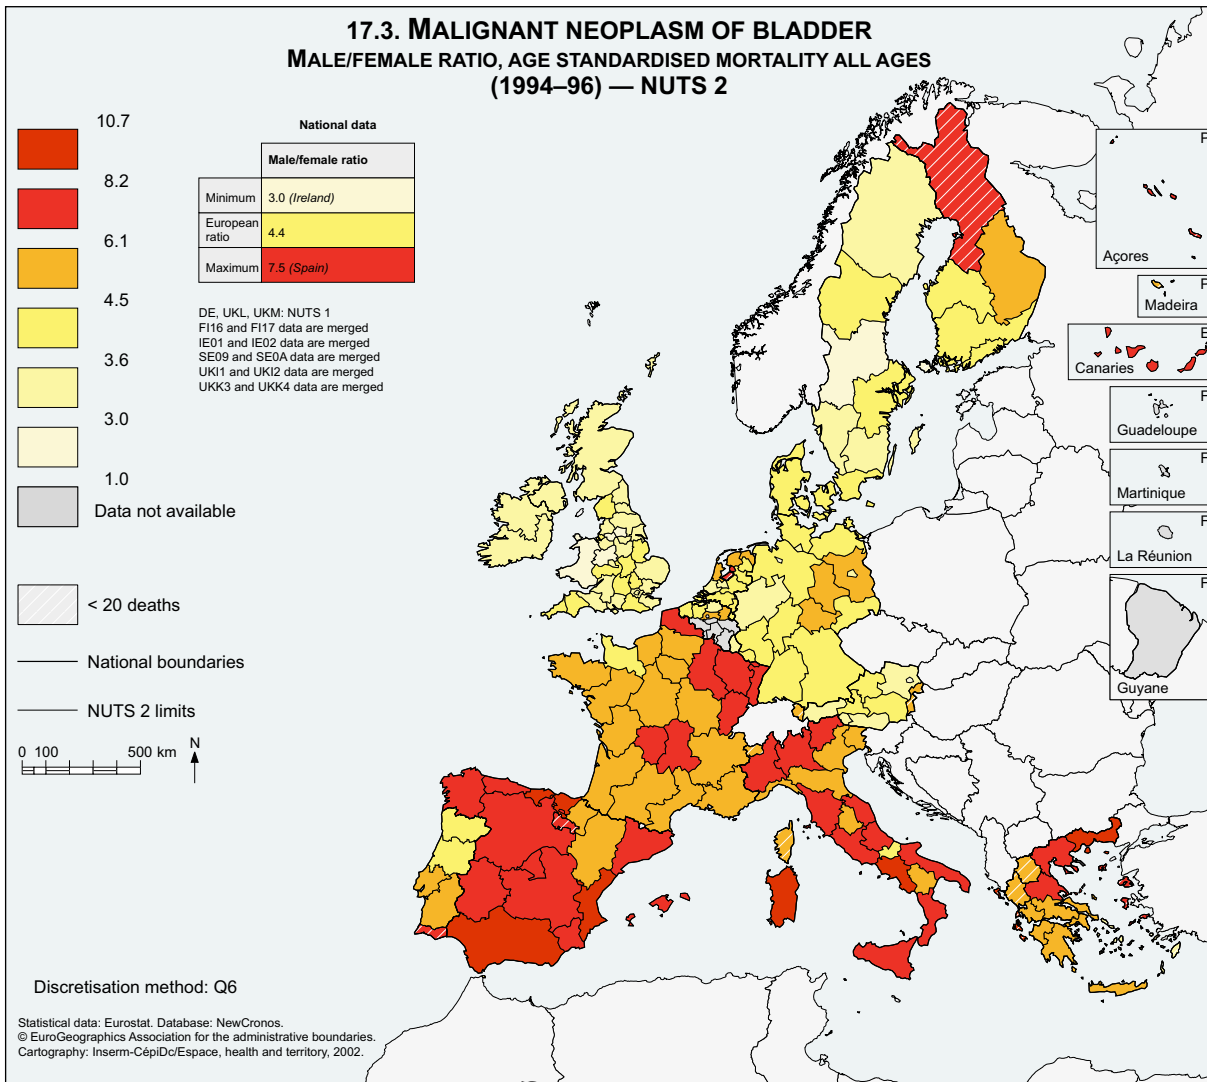 17.3. MALIGNANT NEOPLASM OF BLADDER
MALE/FEMALE RATIO, AGE STANDARDISED MORTALITY ALL AGES
(1994–96) — NUTS 2
10.7
8.2
6.1
4.5
3.6
3.0
1.0
Data not available
< 20 deaths
National boundaries
NUTS 2 limits
0 100 500 km
N
National data
Male/female ratio
Minimum 3.0 (Ireland)
European
ratio
4.4
Maximum 7.5 (Spain)
DE, UKL, UKM: NUTS 1
FI16 and FI17 data are merged
IE01 and IE02 data are merged
SE09 and SE0A data are merged
UKI1 and UKI2 data are merged
UKK3 and UKK4 data are merged
F
Açores
F
Madeira
E
Canaries
F
Guadeloupe
F
Martinique
F
La Réunion
F
Guyane
Discretisation method: Q6
Statistical data: Eurostat. Database: NewCronos.
© EuroGeographics Association for the administrative boundaries.
Cartography: Inserm-CépiDc/Espace, health and territory, 2002.